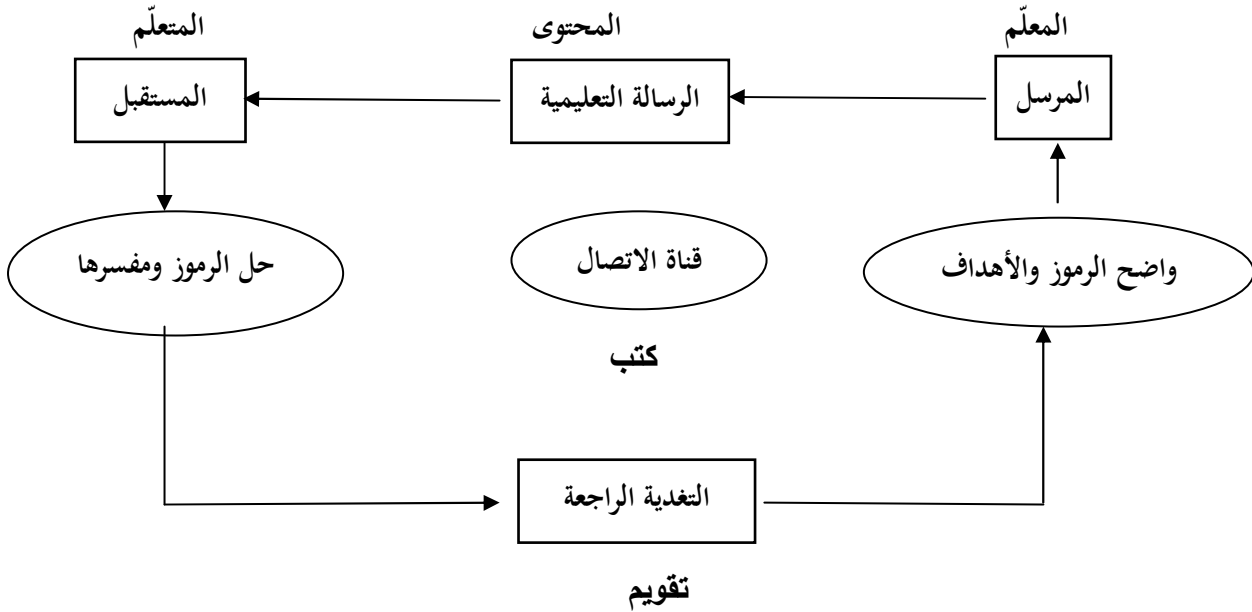 المعلّم
المحتوى
المتعلّم
المرسل
الرسالة التعليمية
المستقبل
واضح الرموز والأهداف
قناة الاتصال
حل الرموز ومفسرها
كتب
التغدية الراجعة
تقويم